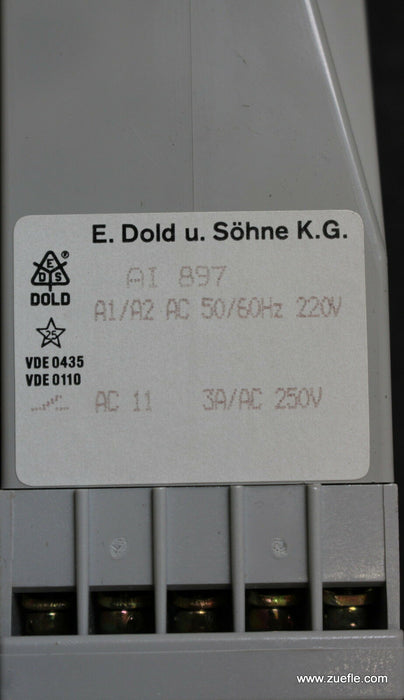 E. Dold u. Söhne K.G.
E D S ®
DOLD
AI 897
A1/A2 AC 50/60Hz 220V
25
VDE 0435
VDE 0110
AC 11 3A/AC 250V
www.zuefle.com